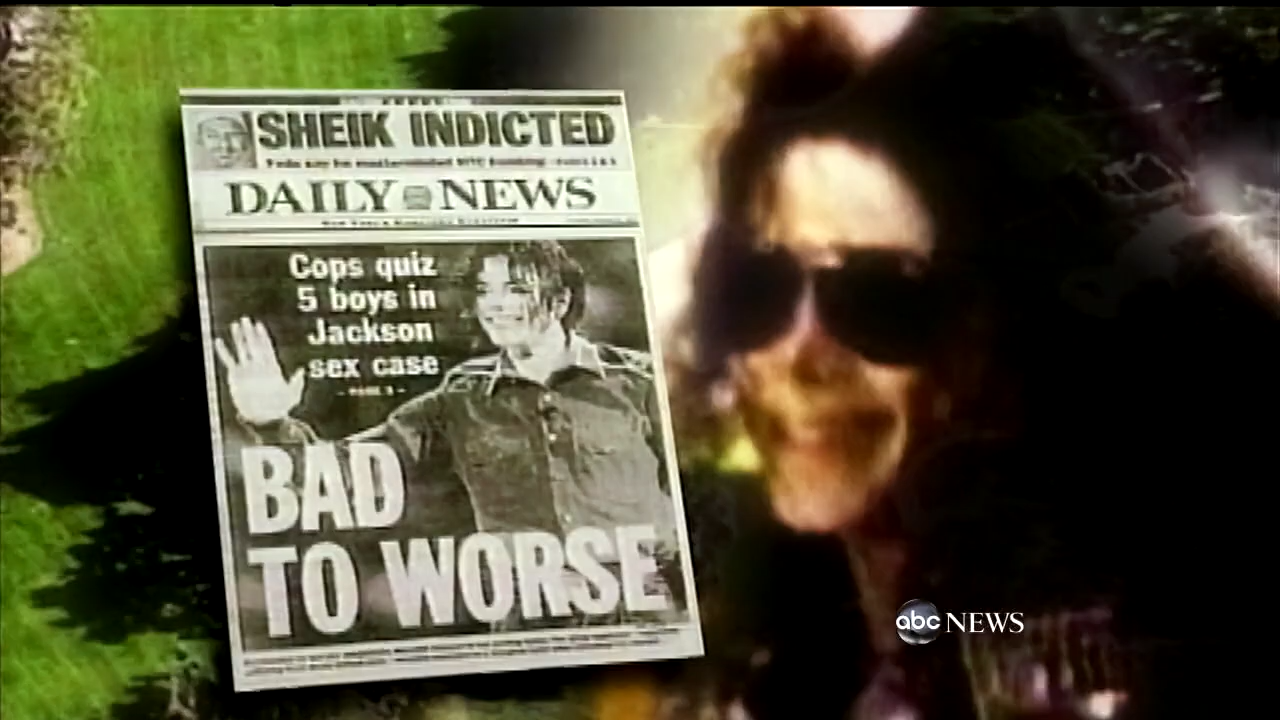 SHEIK INDICTED
DAILY NEWS
Cops quiz
5 boys in
Jackson
sex case
BAD
TO WORSE
abc NEWS